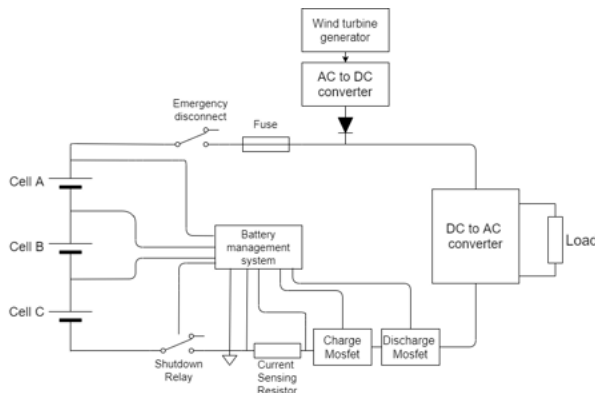 Wind turbine
generator
AC to DC
converter
Emergency
disconnect
Fuse
Cell A
Cell B
Cell C
Battery
management
system
DC to AC
converter
Load
Shutdown
Relay
Current
Sensing
Resistor
Charge
Mosfet
Discharge
Mosfet